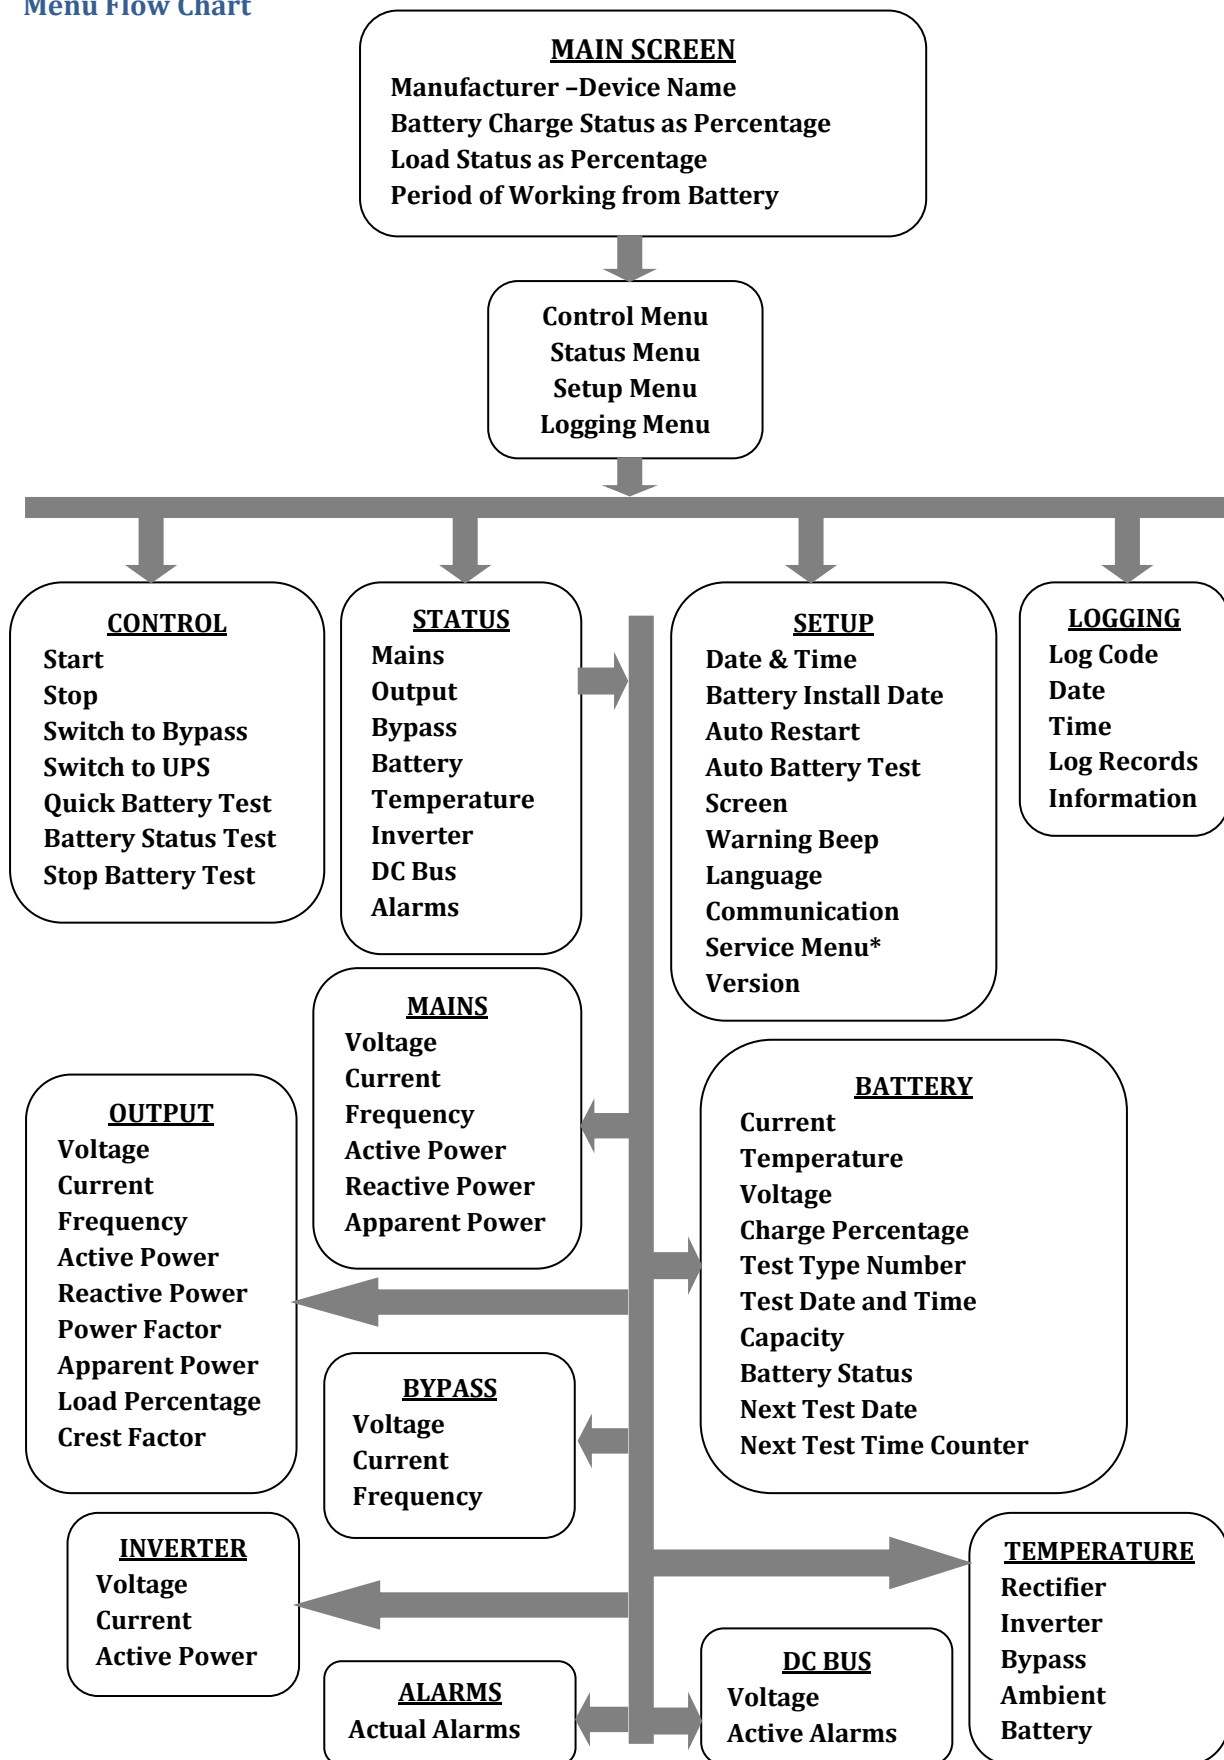 Menu Flow Chart
MAIN SCREEN
Manufacturer –Device Name
Battery Charge Status as Percentage
Load Status as Percentage
Period of Working from Battery
Control Menu
Status Menu
Setup Menu
Logging Menu
CONTROL
Start
Stop
Switch to Bypass
Switch to UPS
Quick Battery Test
Battery Status Test
Stop Battery Test
STATUS
Mains
Output
Bypass
Battery
Temperature
Inverter
DC Bus
Alarms
SETUP
Date & Time
Battery Install Date
Auto Restart
Auto Battery Test
Screen
Warning Beep
Language
Communication
Service Menu*
Version
LOGGING
Log Code
Date
Time
Log Records
Information
MAINS
Voltage
Current
Frequency
Active Power
Reactive Power
Apparent Power
OUTPUT
Voltage
Current
Frequency
Active Power
Reactive Power
Power Factor
Apparent Power
Load Percentage
Crest Factor
BATTERY
Current
Temperature
Voltage
Charge Percentage
Test Type Number
Test Date and Time
Capacity
Battery Status
Next Test Date
Next Test Time Counter
BYPASS
Voltage
Current
Frequency
INVERTER
Voltage
Current
Active Power
TEMPERATURE
Rectifier
Inverter
Bypass
Ambient
Battery
ALARMS
Actual Alarms
DC BUS
Voltage
Active Alarms